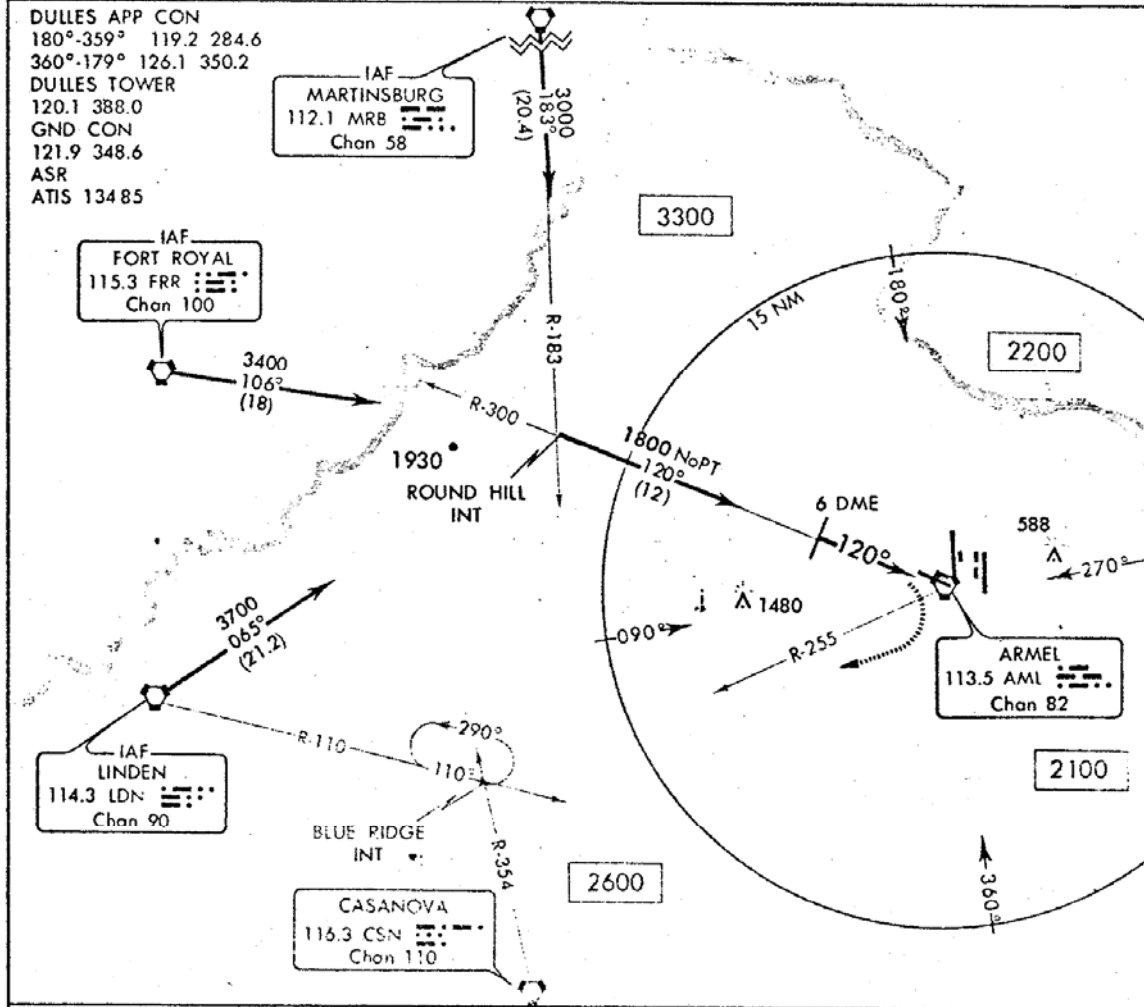 DULLES APP CON
180°-359° 119.2 284.6
360°-179° 126.1 350.2
DULLES TOWER
120.1 388.0
GND CON
121.9 348.6
ASR
ATIS 134 85
IAF
MARTINSBURG
112.1 MRB
Chan 58
3000
183°
(20.4)
3300
IAF
FORT ROYAL
115.3 FRR
Chan 100
3400
106°
(18)
R-183
15 NM
180°
2200
R-300
1930
ROUND HILL
INT
1800 NoPT
120°
(12)
6 DME
120°
588
270°
1480
090°
R-255
ARMEL
113.5 AML
Chan 82
3700
065°
(21.2)
IAF
LINDEN
114.3 LDN
Chan 90
R-110
290°
110°
BLUE RIDGE
INT
R-354
2100
2600
360°
CASANOVA
116.3 CSN
Chan 110